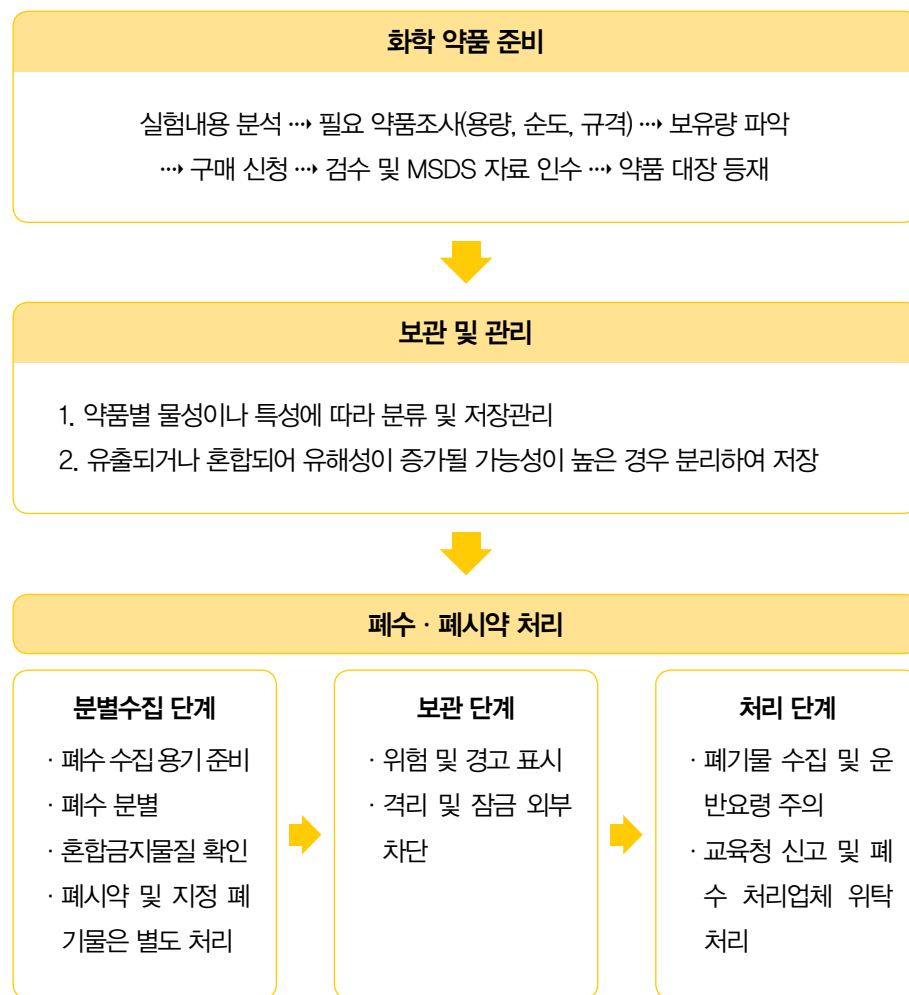 화학 약품 준비
실험내용 분석 ⋯→ 필요 약품조사(용량, 순도, 규격) ⋯→ 보유량 파악
⋯→ 구매 신청 ⋯→ 검수 및 MSDS 자료 인수 ⋯→ 약품 대장 등재
보관 및 관리
1. 약품별 물성이나 특성에 따라 분류 및 저장관리
2. 유출되거나 혼합되어 유해성이 증가될 가능성이 높은 경우 분리하여 저장
폐수 · 폐시약 처리
분별수집 단계
· 폐수 수집 용기 준비
· 폐수 분별
· 혼합금지물질 확인
· 폐시약 및 지정 폐
기물은 별도 처리
보관 단계
· 위험 및 경고 표시
· 격리 및 잠금 외부
차단
처리 단계
· 폐기물 수집 및 운
반요령 주의
· 교육청 신고 및 폐
수 처리업체 위탁
처리